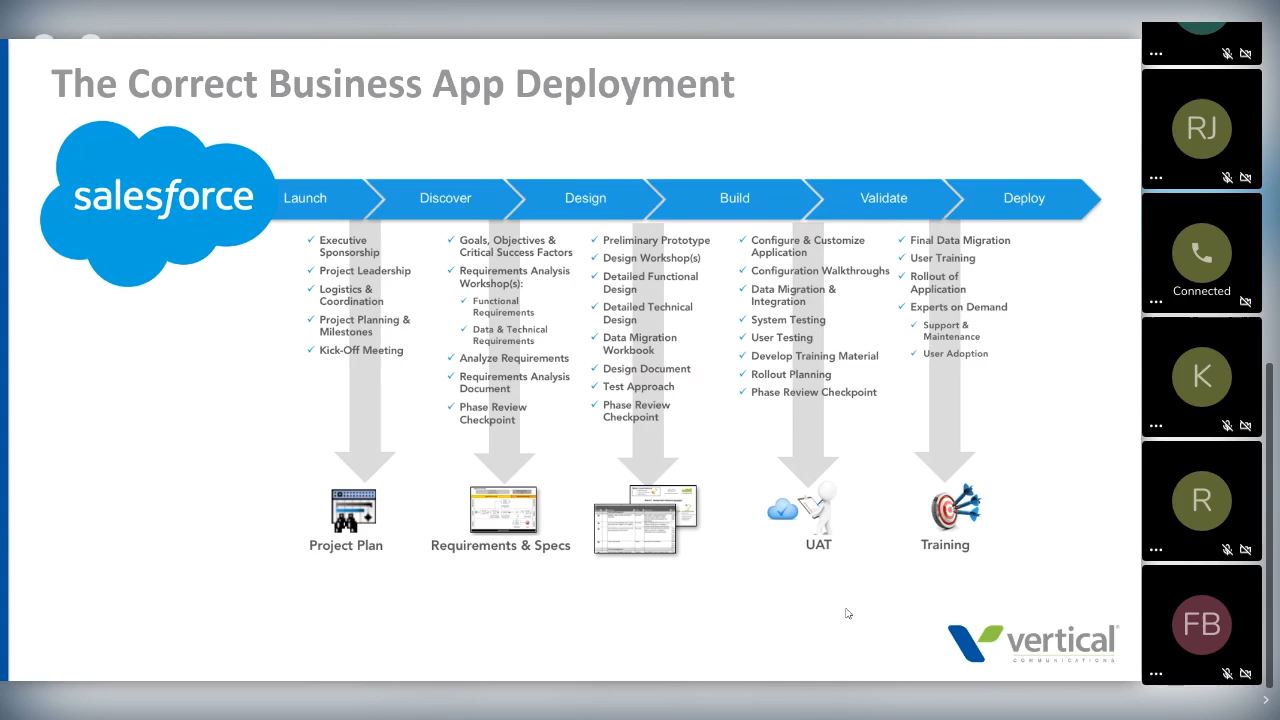 The Correct Business App Deployment
salesforce
Launch
Discover
Design
Build
Validate
Deploy
Executive
Sponsorship
Project Leadership
Logistics &
Coordination
Project Planning &
Milestones
Kick-Off Meeting
Goals, Objectives &
Critical Success Factors
Requirements Analysis
Workshop(s):
Functional
Requirements
Data & Technical
Requirements
Analyze Requirements
Requirements Analysis
Document
Phase Review
Checkpoint
Preliminary Prototype
Design Workshop(s)
Detailed Functional
Design
Detailed Technical
Design
Data Migration
Workbook
Design Document
Test Approach
Phase Review
Checkpoint
Configure & Customize
Application
Configuration Walkthroughs
Data Migration &
Integration
System Testing
User Testing
Develop Training Material
Rollout Planning
Phase Review Checkpoint
Final Data Migration
User Training
Rollout of
Application
Experts on Demand
Support &
Maintenance
User Adoption
Project Plan
Requirements & Specs
UAT
Training
vertical
COMMUNICATIONS
RJ
Connected
K
R
FB